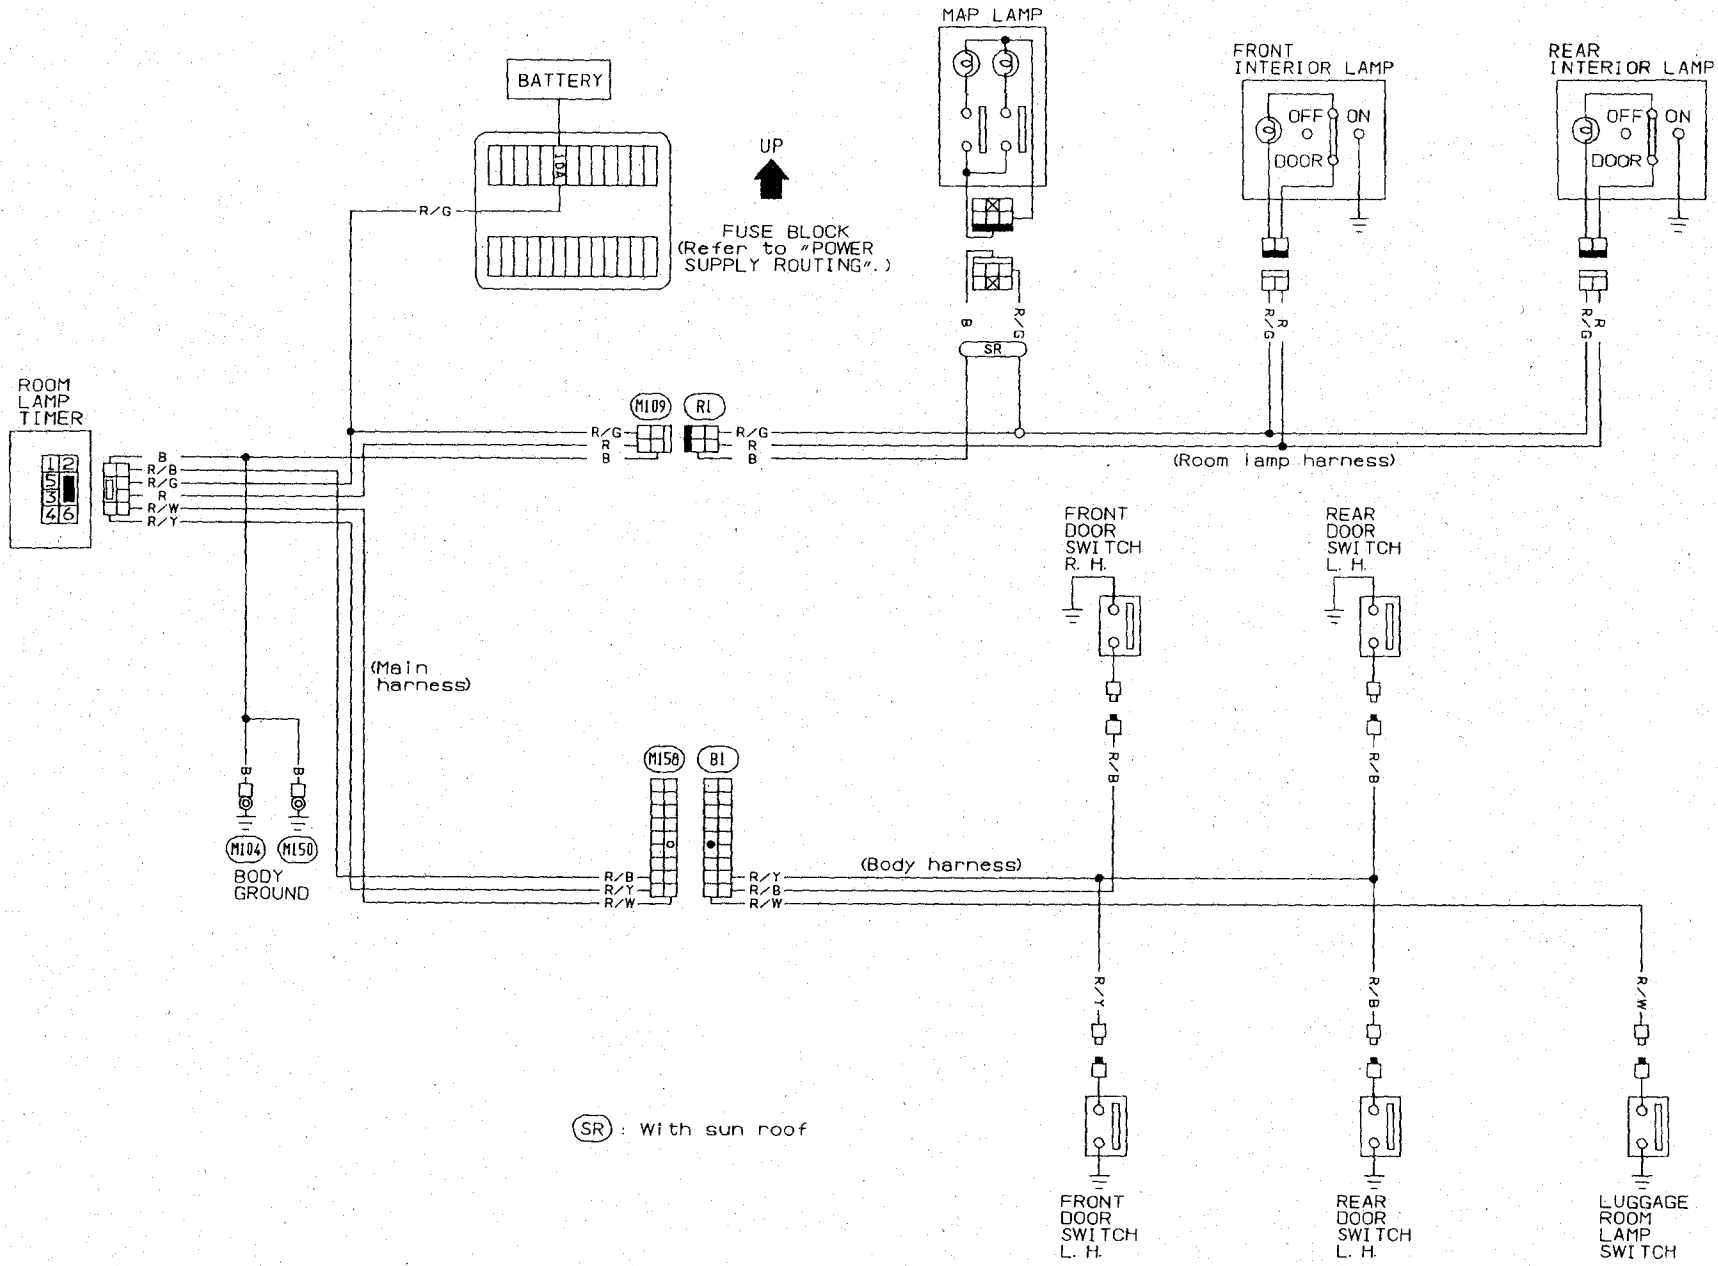 MAP LAMP
FRONT
INTERIOR LAMP
REAR
INTERIOR LAMP
BATTERY
OFF
ON
DOOR
OFF
ON
DOOR
10A
UP
R/G
FUSE BLOCK
(Refer to "POWER
SUPPLY ROUTING".)
B
R/G
SR
R/G
R
R/G
R
ROOM
LAMP
TIMER
M109
R1
R/G
R
B
R/G
R
B
(Room lamp harness)
1 2
5
3
4 6
B
R/B
R/G
R
R/W
R/Y
FRONT
DOOR
SWITCH
R. H.
REAR
DOOR
SWITCH
L. H.
(Main
harness)
M158
B1
R/B
R/B
B
B
M104
M150
BODY
GROUND
(Body harness)
R/B
R/Y
R/W
R/Y
R/B
R/W
R/Y
R/B
R/W
SR : With sun roof
FRONT
DOOR
SWITCH
L. H.
REAR
DOOR
SWITCH
L. H.
LUGGAGE
ROOM
LAMP
SWITCH